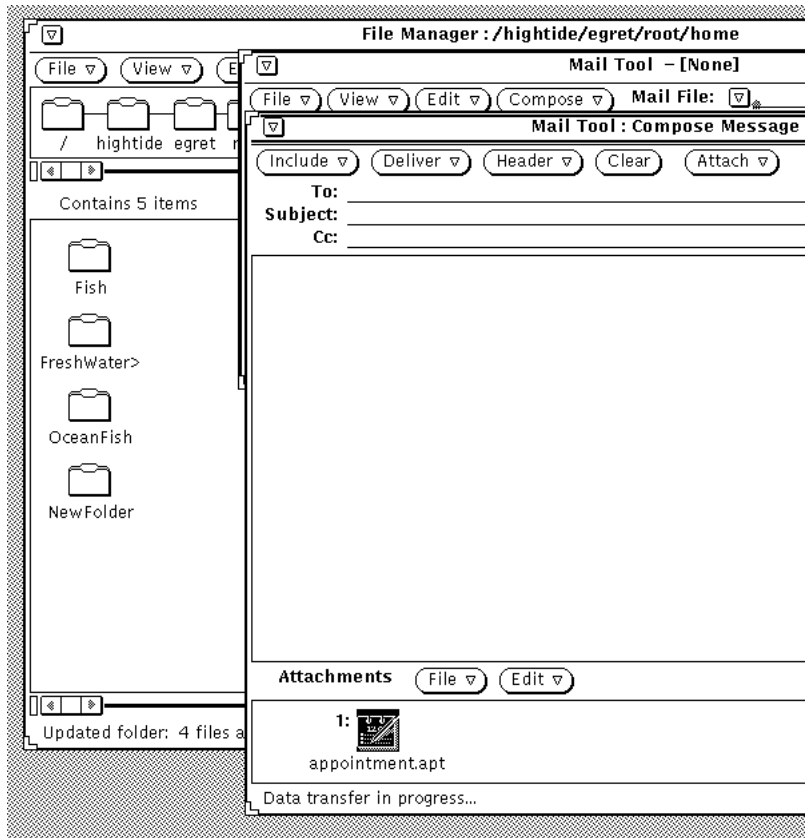 File Manager : /hightide/egret/root/home
File View E
/ hightide egret r
Contains 5 items
Fish
FreshWater>
OceanFish
NewFolder
Updated folder: 4 files a
Mail Tool – [None]
File View Edit Compose Mail File:
Mail Tool : Compose Message
Include Deliver Header Clear Attach
To:
Subject:
Cc:
Attachments File Edit
1:
appointment.apt
Data transfer in progress...